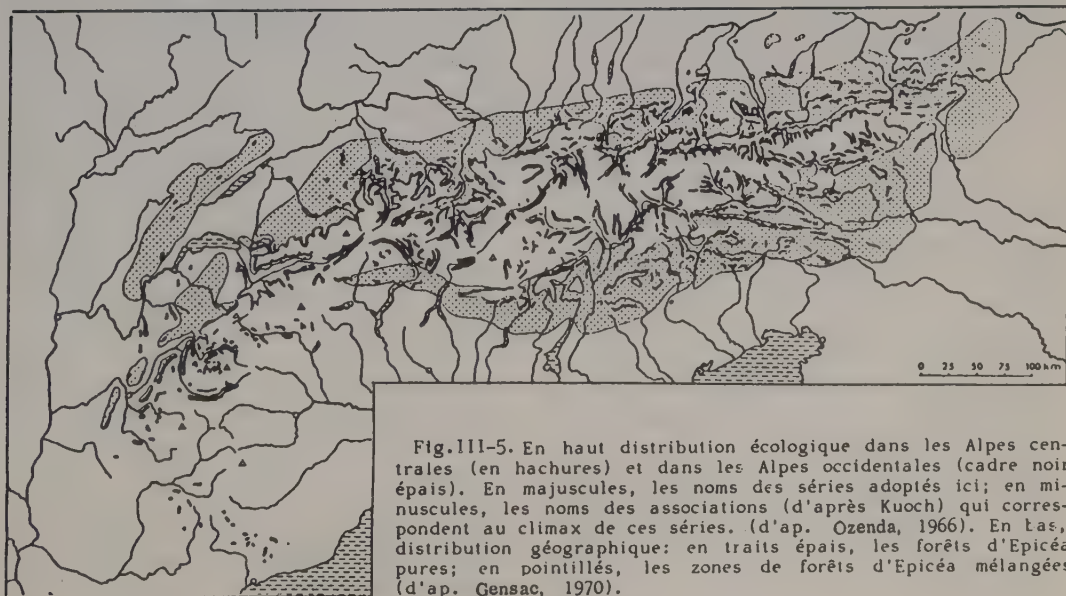 0 25 50 75 100 km
Fig.III-5. En haut distribution écologique dans les Alpes cen-
trales (en hachures) et dans les Alpes occidentales (cadre noir
épais). En majuscules, les noms des séries adoptés ici; en mi-
nuscules, les noms des associations (d'après Kuoch) qui corres-
pondent au climax de ces séries. (d'ap. Ozenda, 1966). En bas,
distribution géographique: en traits épais, les forêts d'Epicéa
pures; en pointillés, les zones de forêts d'Epicéa mélangées
(d'ap. Gensac, 1970).